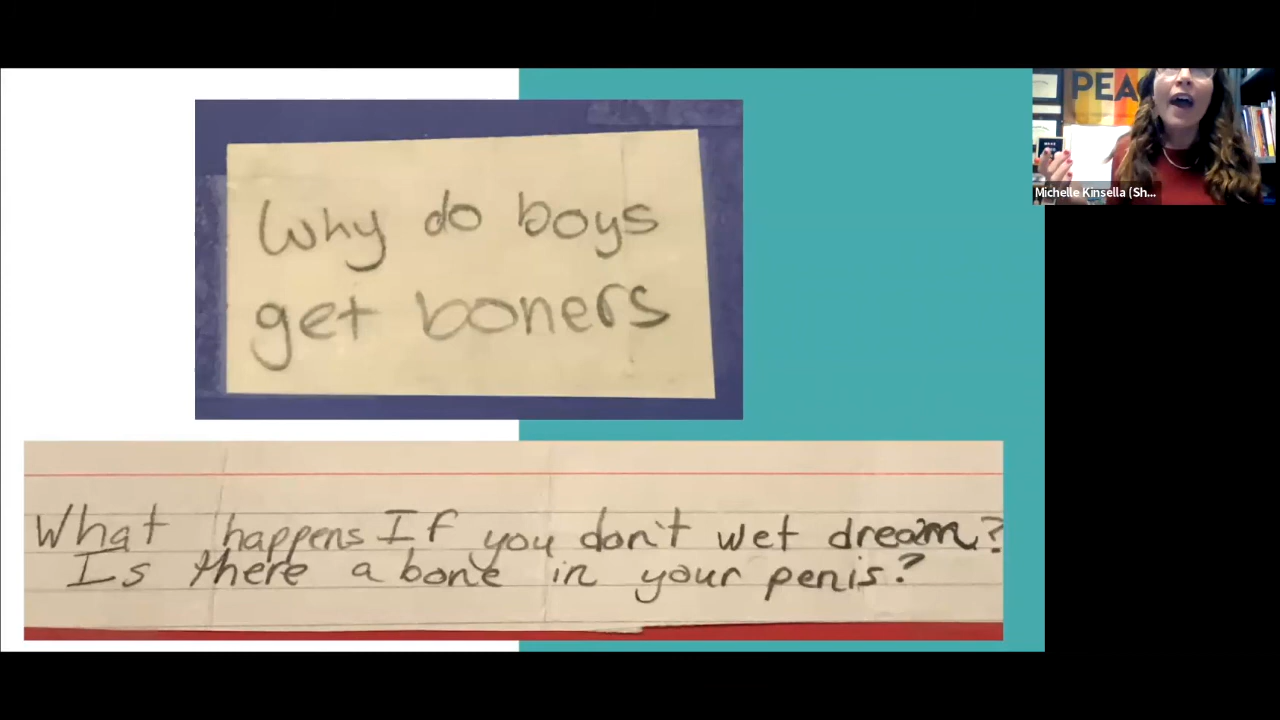 Why do boys
get boners
What happens If you don't wet dream?
Is there a bone in your penis?
PEA
Michelle Kinsella (Sh...